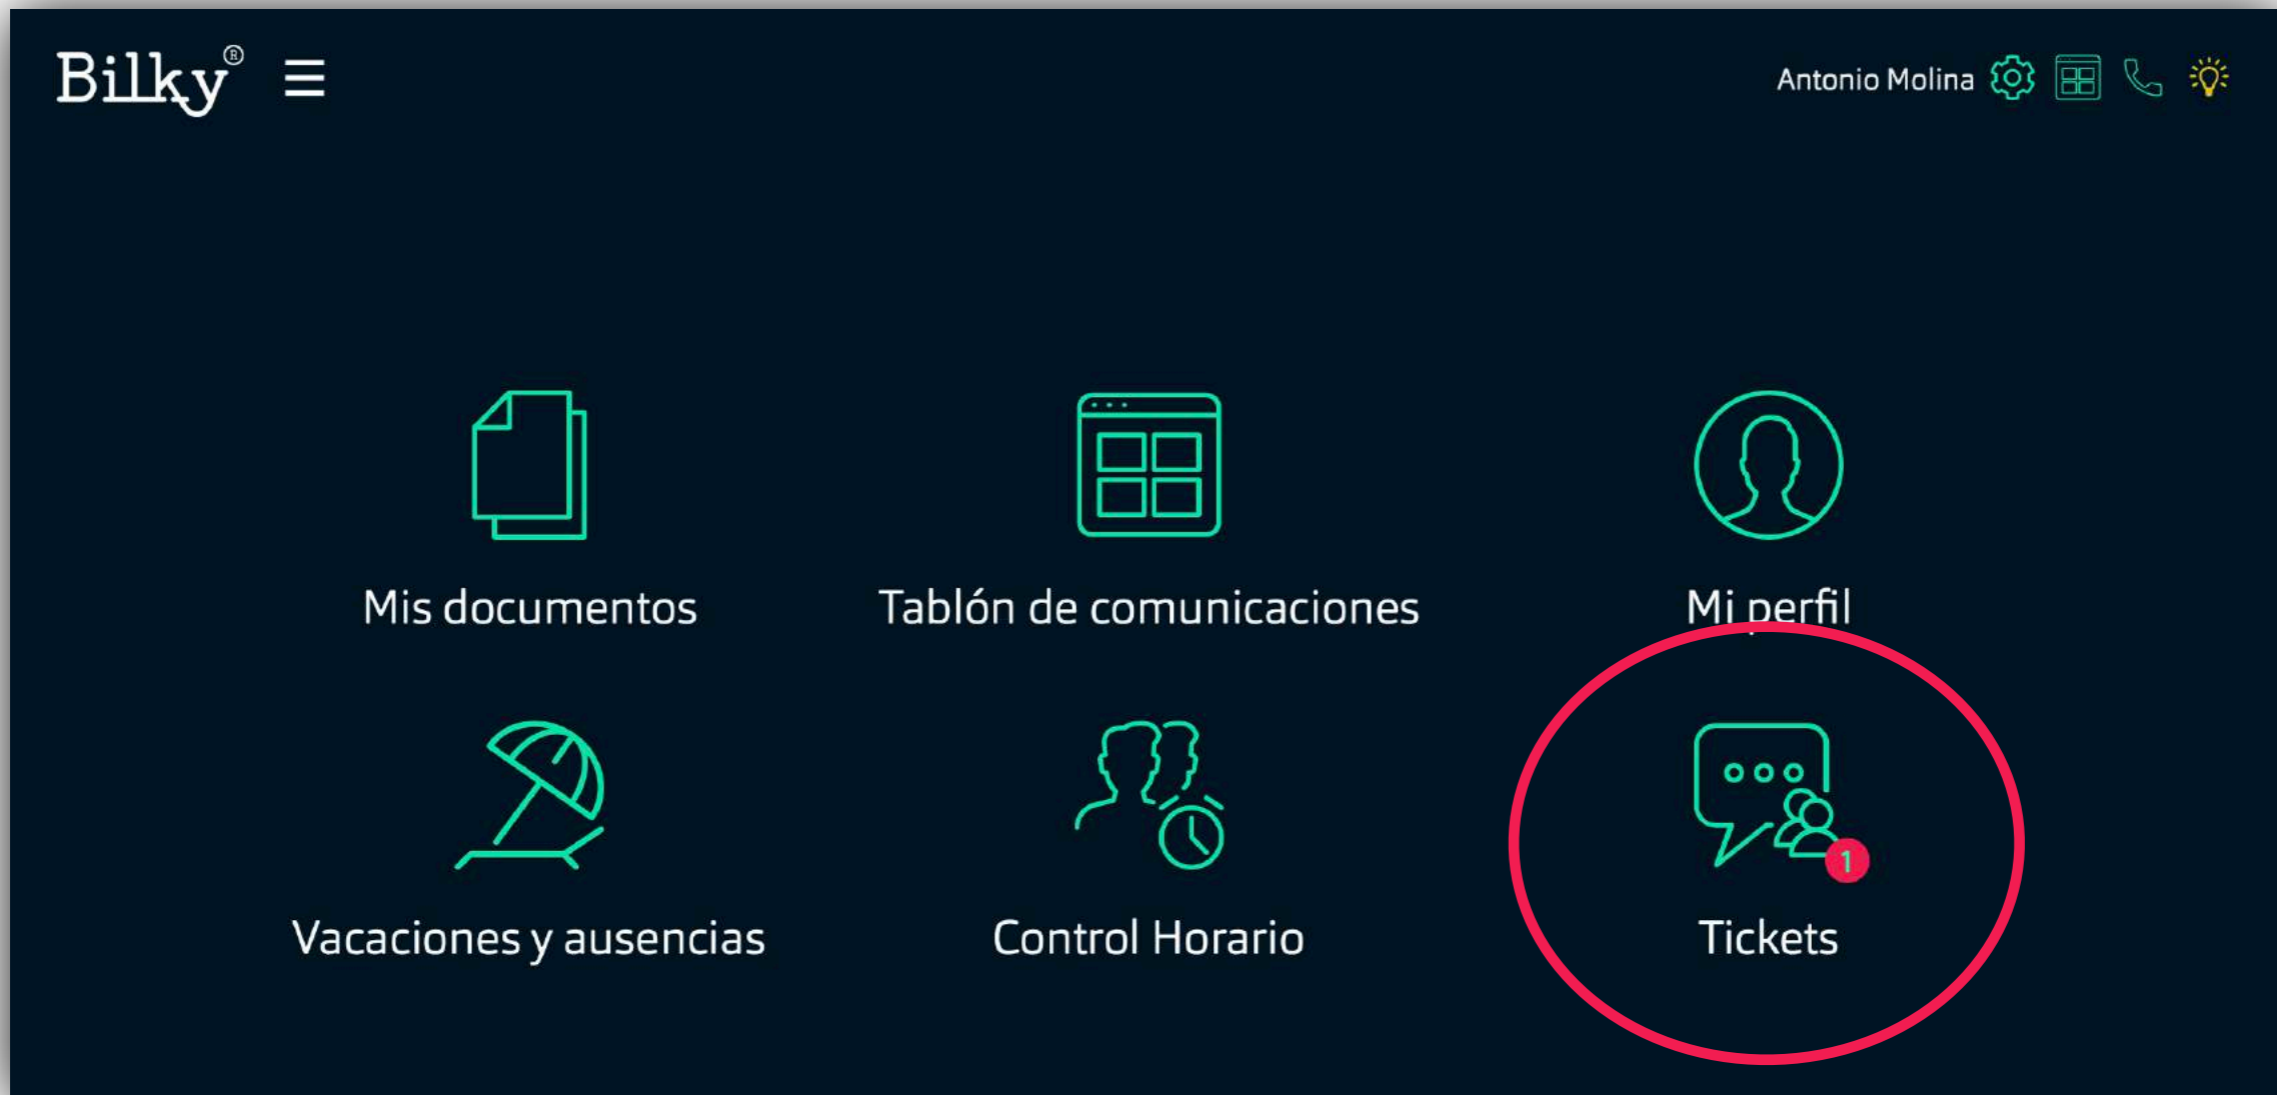 Bilky®
Antonio Molina
Mis documentos
Tablón de comunicaciones
Mi perfil
Vacaciones y ausencias
Control Horario
1
Tickets